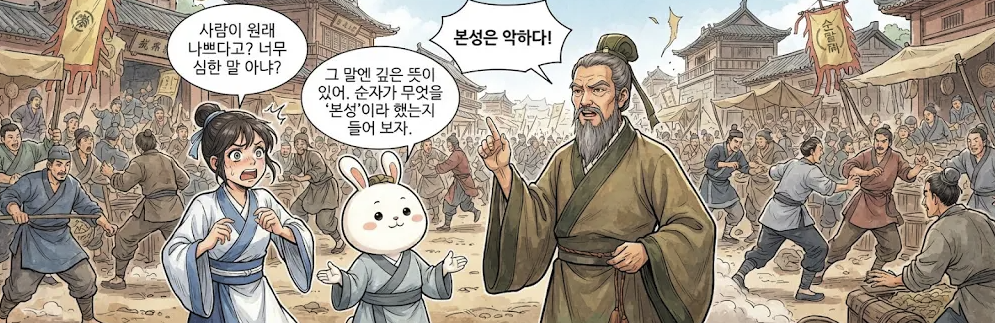 사람이 원래
나쁘다고? 너무
심한 말 아냐?
그 말엔 깊은 뜻이
있어. 순자가 무엇을
‘본성’이라 했는지
들어 보자.
본성은 악하다!